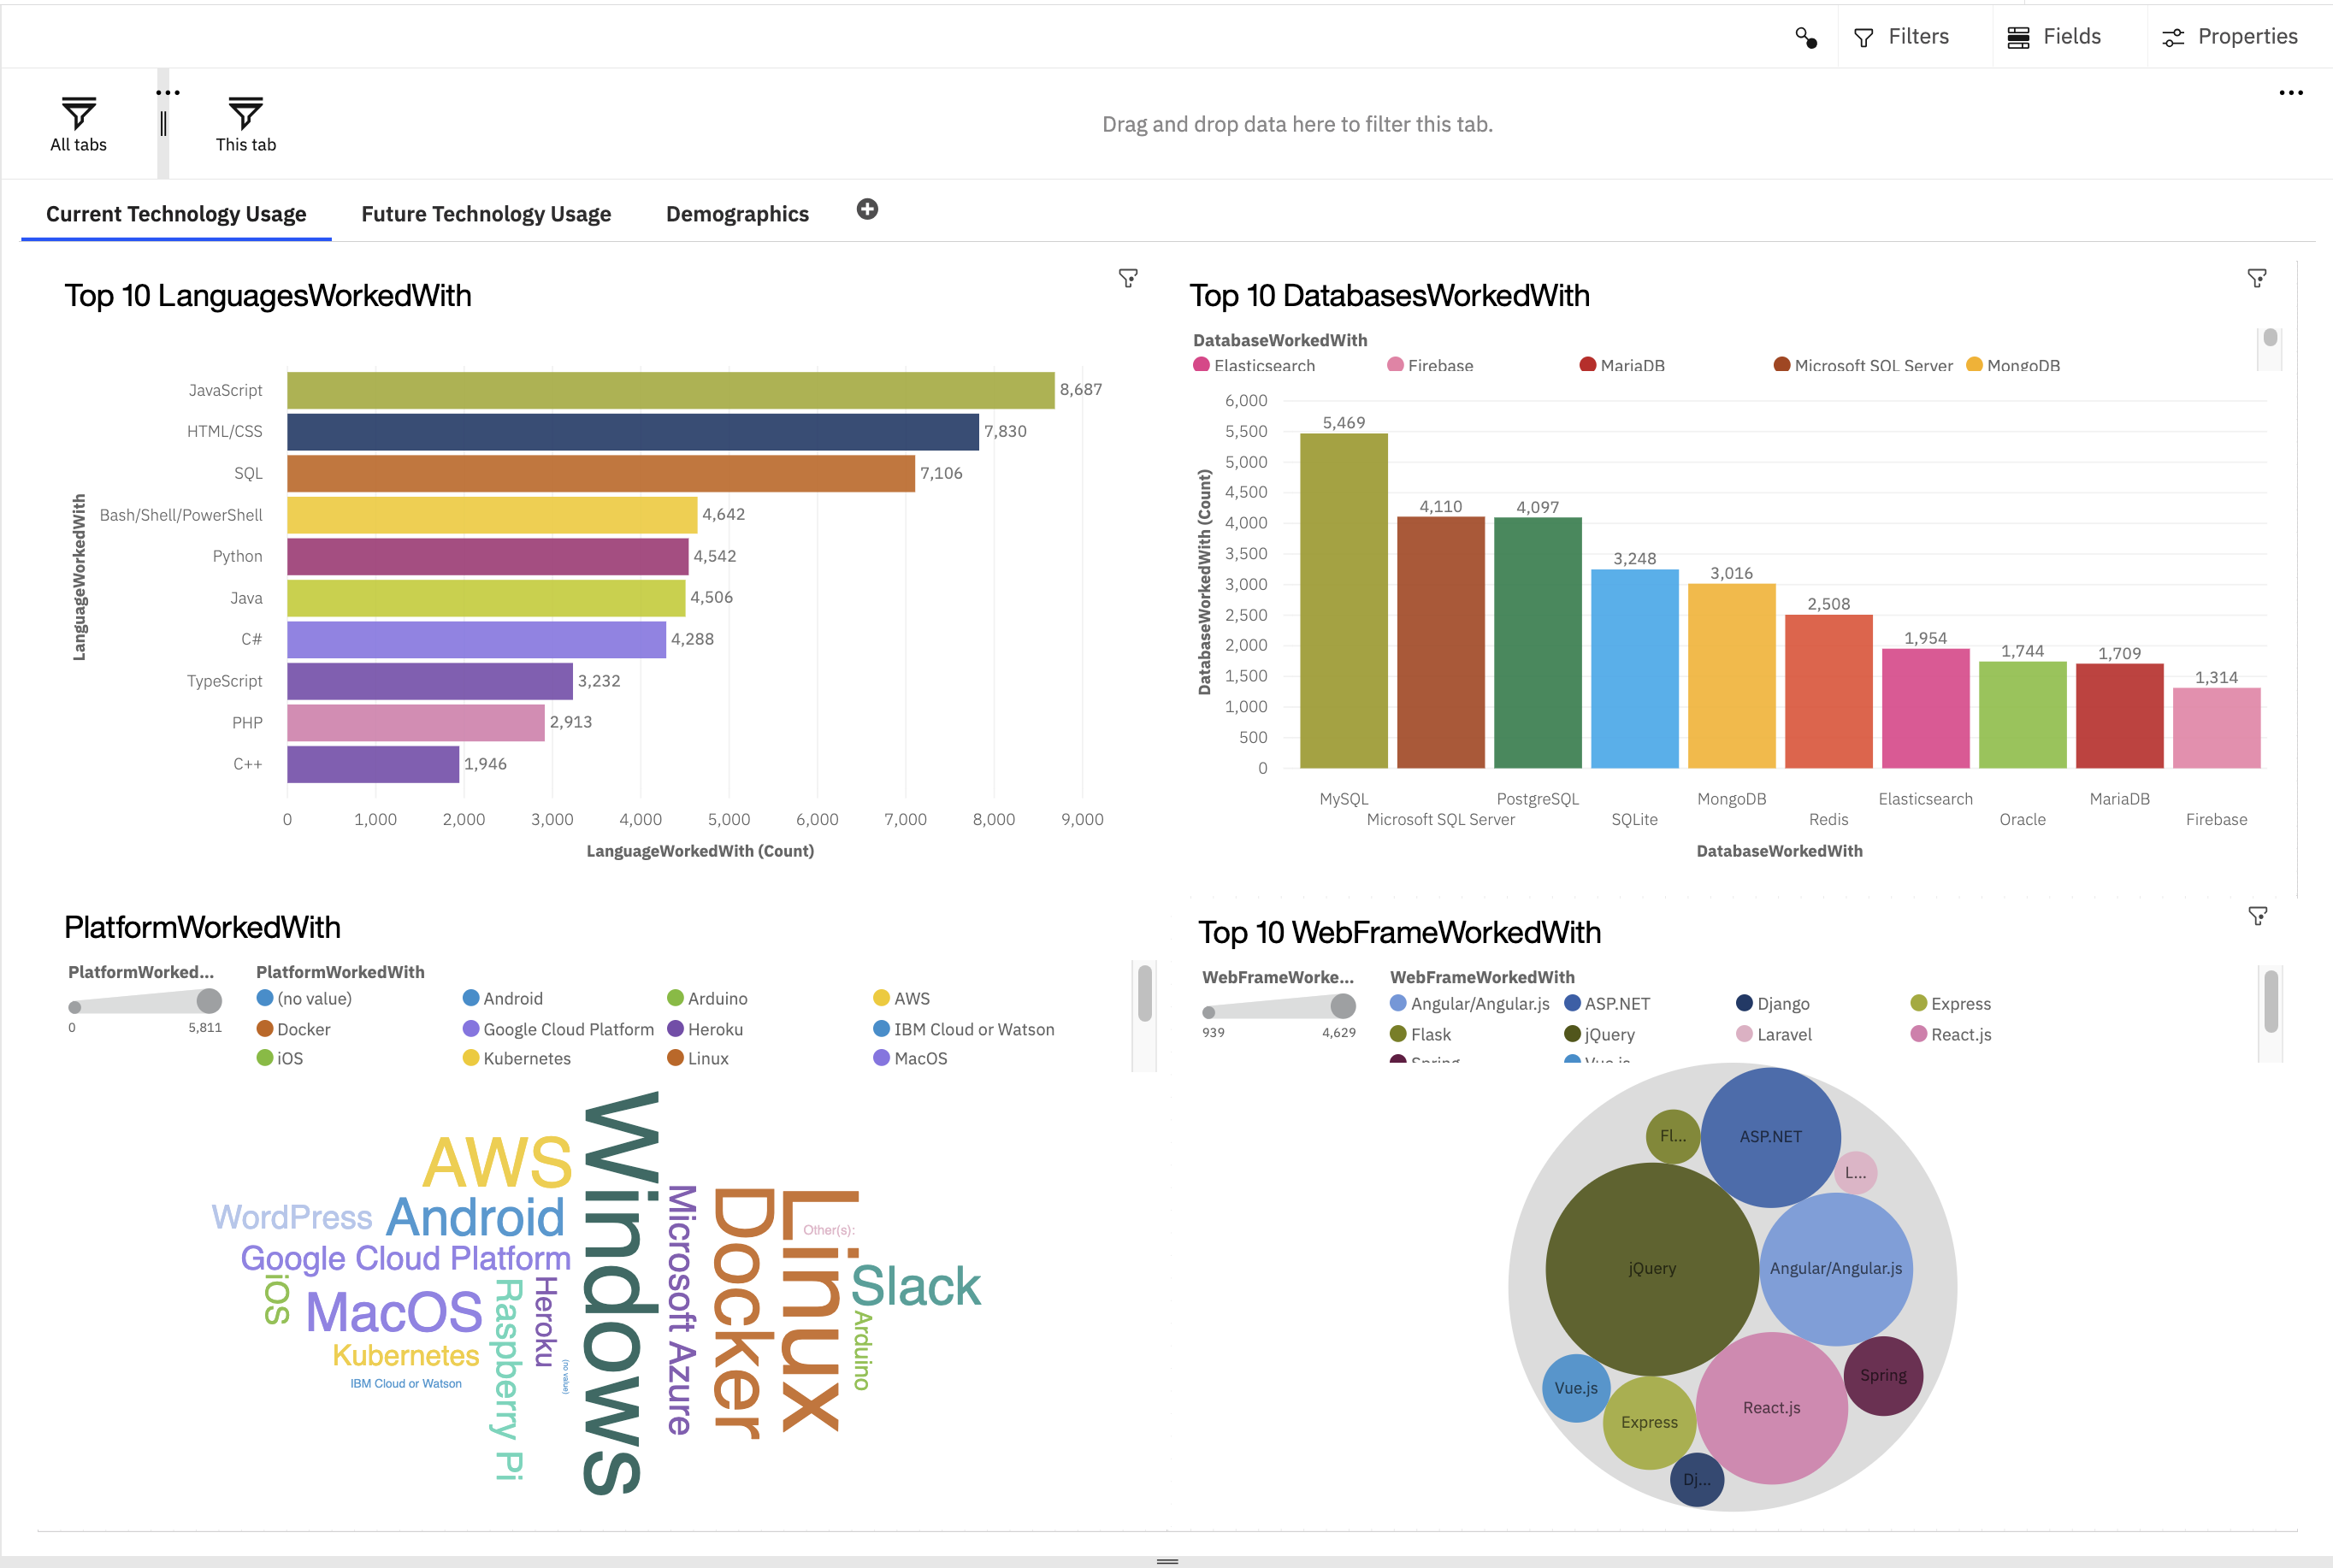 Filters
Fields
Properties
All tabs
This tab
Drag and drop data here to filter this tab.
Current Technology Usage
Future Technology Usage
Demographics
Top 10 LanguagesWorkedWith
LanguageWorkedWith
JavaScript 8,687
HTML/CSS 7,830
SQL 7,106
Bash/Shell/PowerShell 4,642
Python 4,542
Java 4,506
C# 4,288
TypeScript 3,232
PHP 2,913
C++ 1,946
0 1,000 2,000 3,000 4,000 5,000 6,000 7,000 8,000 9,000
LanguageWorkedWith (Count)
Top 10 DatabasesWorkedWith
DatabaseWorkedWith
Elasticsearch Firebase MariaDB Microsoft SQL Server MongoDB
DatabaseWorkedWith (Count)
6,000
5,500
5,000
4,500
4,000
3,500
3,000
2,500
2,000
1,500
1,000
500
0
5,469 4,110 4,097 3,248 3,016 2,508 1,954 1,744 1,709 1,314
MySQL PostgreSQL MongoDB Elasticsearch MariaDB
Microsoft SQL Server SQLite Redis Oracle Firebase
DatabaseWorkedWith
PlatformWorkedWith
PlatformWorked...
0 5,811
PlatformWorkedWith
(no value) Android Arduino AWS
Docker Google Cloud Platform Heroku IBM Cloud or Watson
iOS Kubernetes Linux MacOS
AWS
WordPress
Android
Google Cloud Platform
iOS
MacOS
Kubernetes
IBM Cloud or Watson
Raspberry Pi
Heroku
(no value)
Windows
Microsoft Azure
Docker
Linux
Other(s):
Slack
Arduino
Top 10 WebFrameWorkedWith
WebFrameWorke...
939 4,629
WebFrameWorkedWith
Angular/Angular.js ASP.NET Django Express
Flask jQuery Laravel React.js
Spring Vue.js
Fl...
ASP.NET
L...
jQuery
Angular/Angular.js
Vue.js
Express
React.js
Spring
Dj...